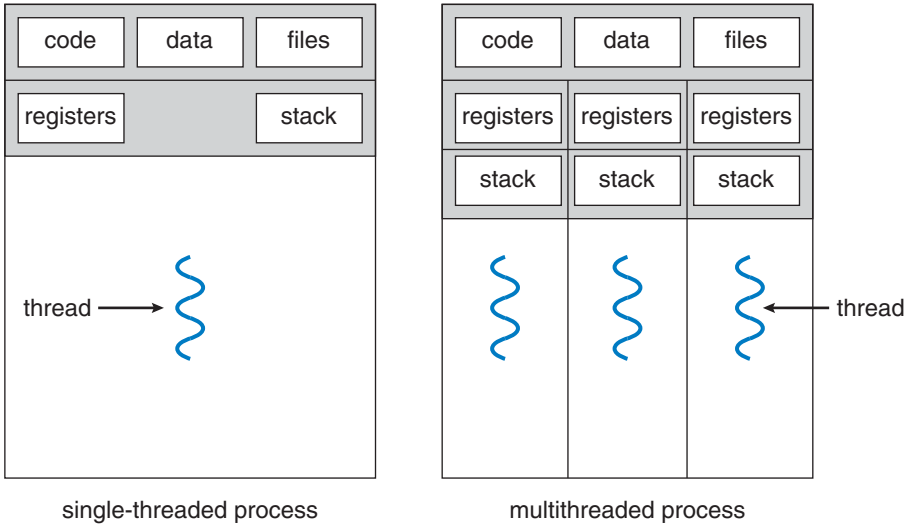 code data files code data files
registers stack registers registers registers
stack stack stack
thread thread
single-threaded process multithreaded process